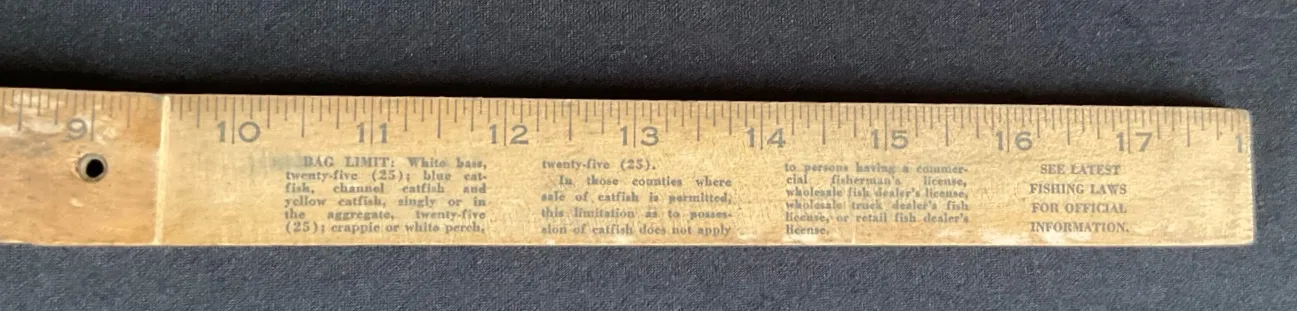 9 10 11 12 13 14 15 16 17 1
BAG LIMIT: White bass,
twenty-five (25); blue cat-
fish, channel catfish and
yellow catfish, singly or in
the aggregate, twenty-five
(25); crappie or white perch,
twenty-five (25).
In those counties where
sale of catfish is permitted,
this limitation as to posses-
sion of catfish does not apply
to persons having a commer-
cial fisherman's license,
wholesale fish dealer's license,
wholesale truck dealer's fish
license, or retail fish dealer's
license.
SEE LATEST
FISHING LAWS
FOR OFFICIAL
INFORMATION.